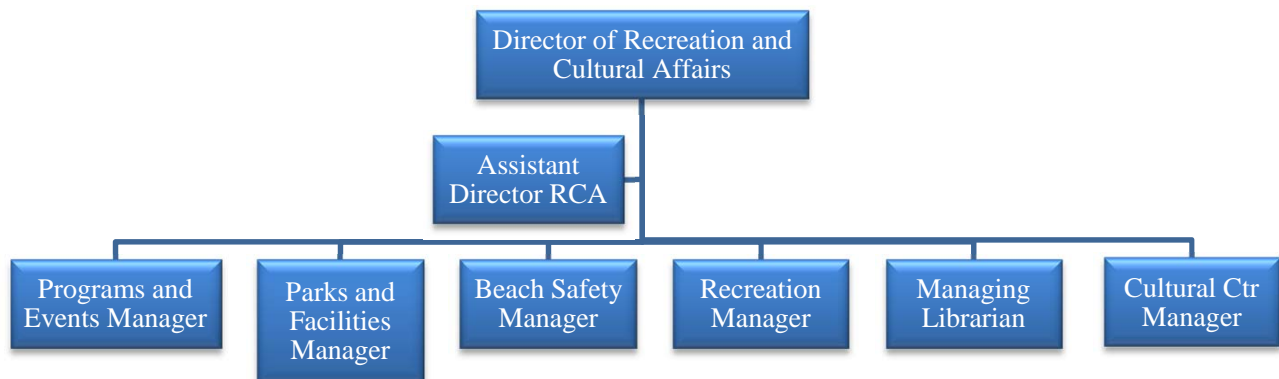 Director of Recreation and
Cultural Affairs
Assistant
Director RCA
Programs and
Events Manager
Parks and
Facilities
Manager
Beach Safety
Manager
Recreation
Manager
Managing
Librarian
Cultural Ctr
Manager